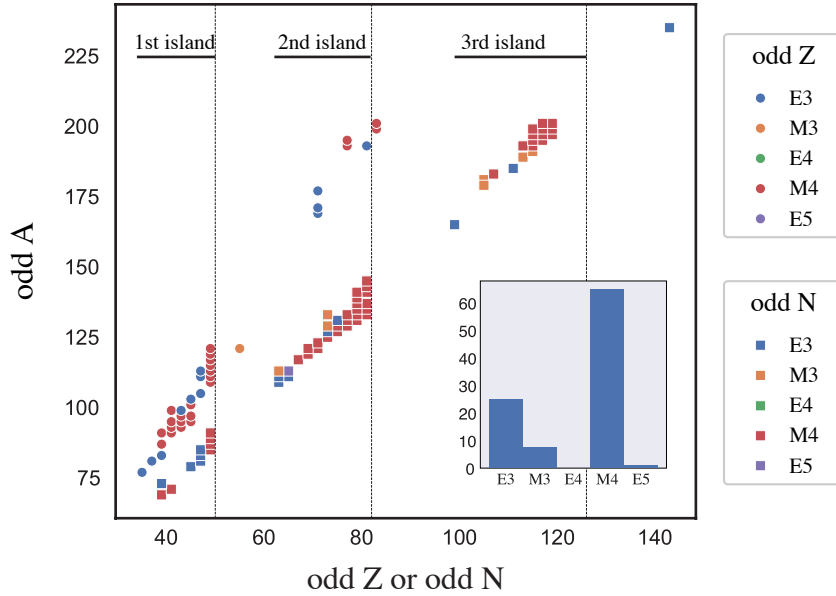 1st island
2nd island
3rd island
225
200
175
150
125
100
75
odd A
40
60
80
100
120
140
odd Z or odd N
60
50
40
30
20
10
0
E3
M3
E4
M4
E5
odd Z
E3
M3
E4
M4
E5
odd N
E3
M3
E4
M4
E5